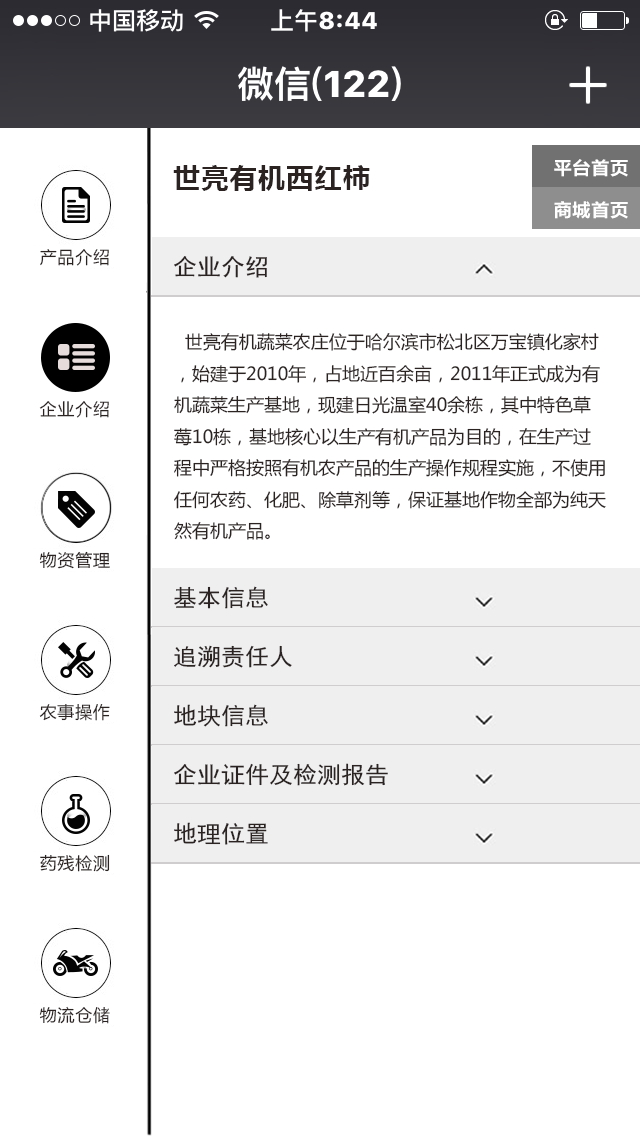 中国移动 上午8:44
微信(122)
世亮有机西红柿
平台首页
商城首页
产品介绍
企业介绍
物资管理
农事操作
药残检测
物流仓储
企业介绍
世亮有机蔬菜农庄位于哈尔滨市松北区万宝镇化家村
，始建于2010年，占地近百余亩，2011年正式成为有
机蔬菜生产基地，现建日光温室40余栋，其中特色草
莓10栋，基地核心以生产有机产品为目的，在生产过
程中严格按照有机农产品的生产操作规程实施，不使用
任何农药、化肥、除草剂等，保证基地作物全部为纯天
然有机产品。
基本信息
追溯责任人
地块信息
企业证件及检测报告
地理位置